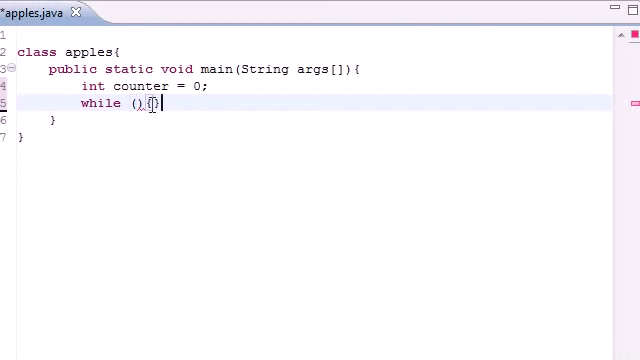 *apples.java
1
2 class apples{
3 public static void main(String args[]){
4 int counter = 0;
5 while (){}
6 }
7 }